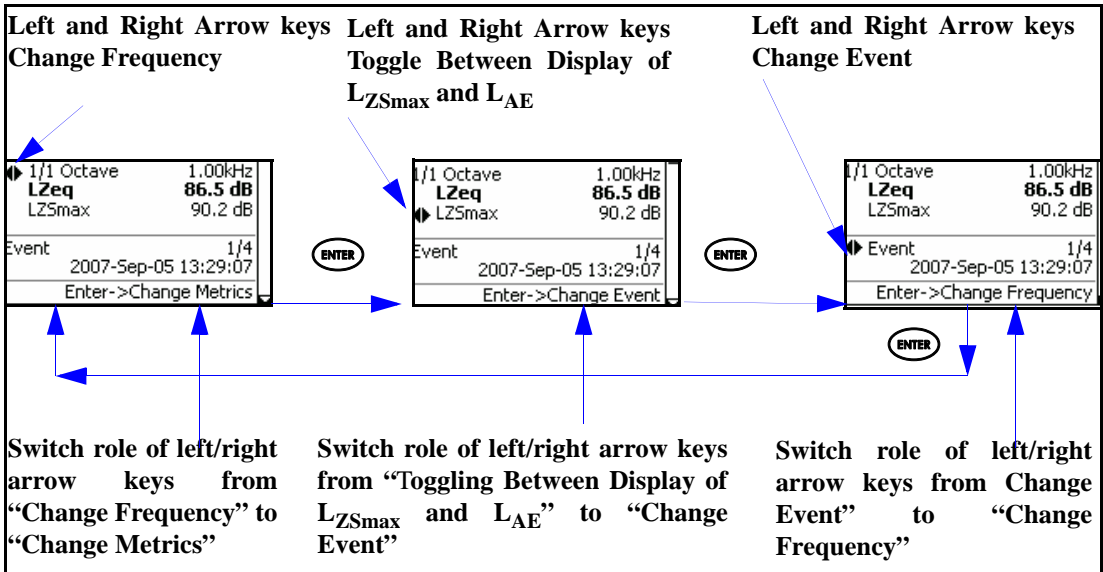 Left and Right Arrow keys
Change Frequency
Left and Right Arrow keys
Toggle Between Display of
LZSmax and LAE
Left and Right Arrow keys
Change Event
1/1 Octave 1.00kHz
LZeq 86.5 dB
LZSmax 90.2 dB
Event 1/4
2007-Sep-05 13:29:07
Enter->Change Metrics
ENTER
1/1 Octave 1.00kHz
LZeq 86.5 dB
LZSmax 90.2 dB
Event 1/4
2007-Sep-05 13:29:07
Enter->Change Event
ENTER
1/1 Octave 1.00kHz
LZeq 86.5 dB
LZSmax 90.2 dB
Event 1/4
2007-Sep-05 13:29:07
Enter->Change Frequency
ENTER
Switch role of left/right
arrow keys from
“Change Frequency” to
“Change Metrics”
Switch role of left/right arrow keys
from “Toggling Between Display of
LZSmax and LAE” to “Change
Event”
Switch role of left/right
arrow keys from Change
Event” to “Change
Frequency”